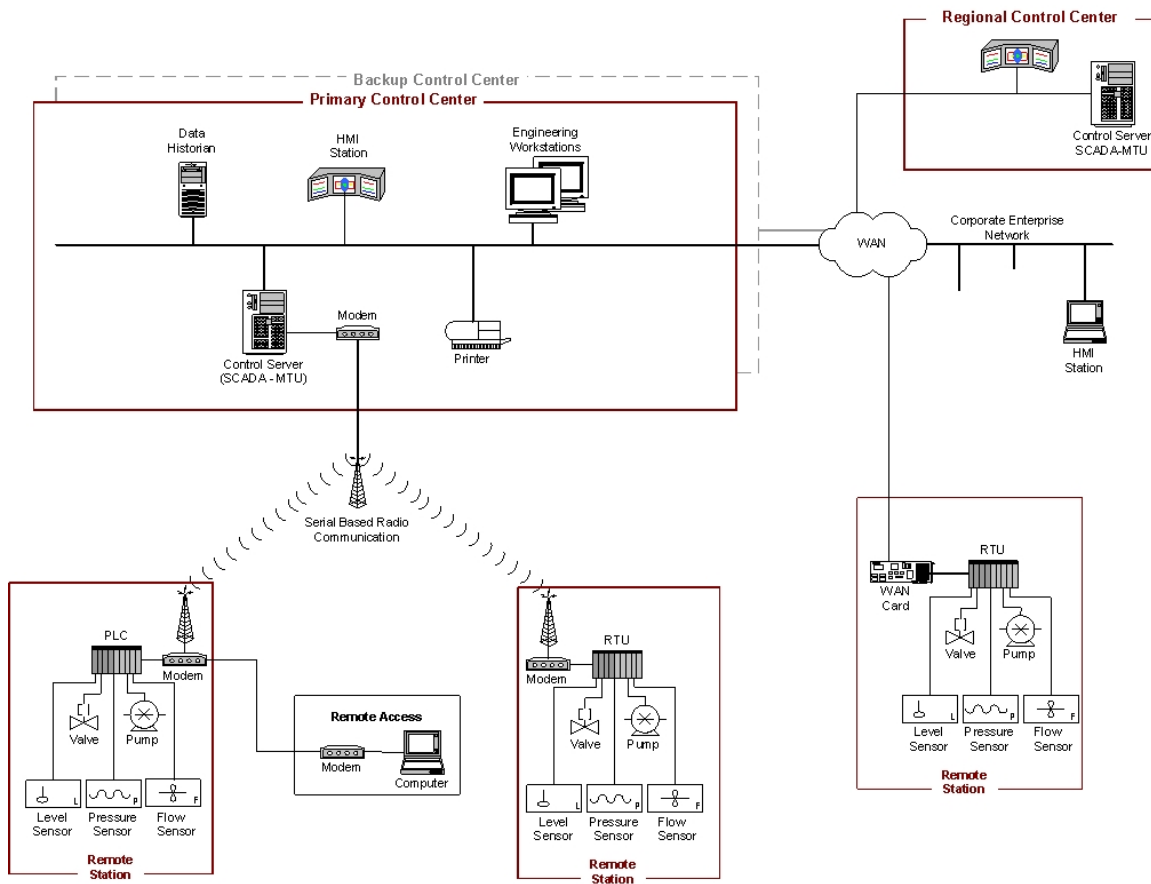 Regional Control Center
Control Server
SCADA-MTU
Backup Control Center
Primary Control Center
Data
Historian
HMI
Station
Engineering
Workstations
Control Server
(SCADA - MTU)
Modem
Printer
WAN
Corporate Enterprise
Network
HMI
Station
Serial Based Radio
Communication
PLC
Modem
Valve
Pump
L
P
F
Level
Sensor
Pressure
Sensor
Flow
Sensor
Remote
Station
Remote Access
Modem
Computer
RTU
Modem
Valve
Pump
L
P
F
Level
Sensor
Pressure
Sensor
Flow
Sensor
Remote
Station
RTU
WAN
Card
Valve
Pump
L
P
F
Level
Sensor
Pressure
Sensor
Flow
Sensor
Remote
Station